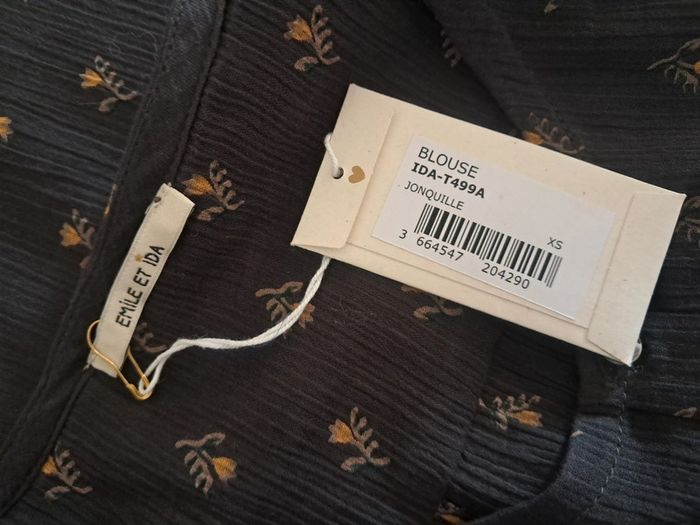 BLOUSE
IDA-T499A
JONQUILLE
XS
3 664547 204290
EMILE ET IDA